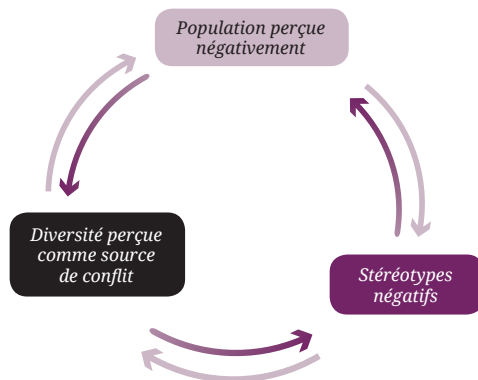 Population perçue
négativement
Diversité perçue
comme source
de conflit
Stéréotypes
négatifs